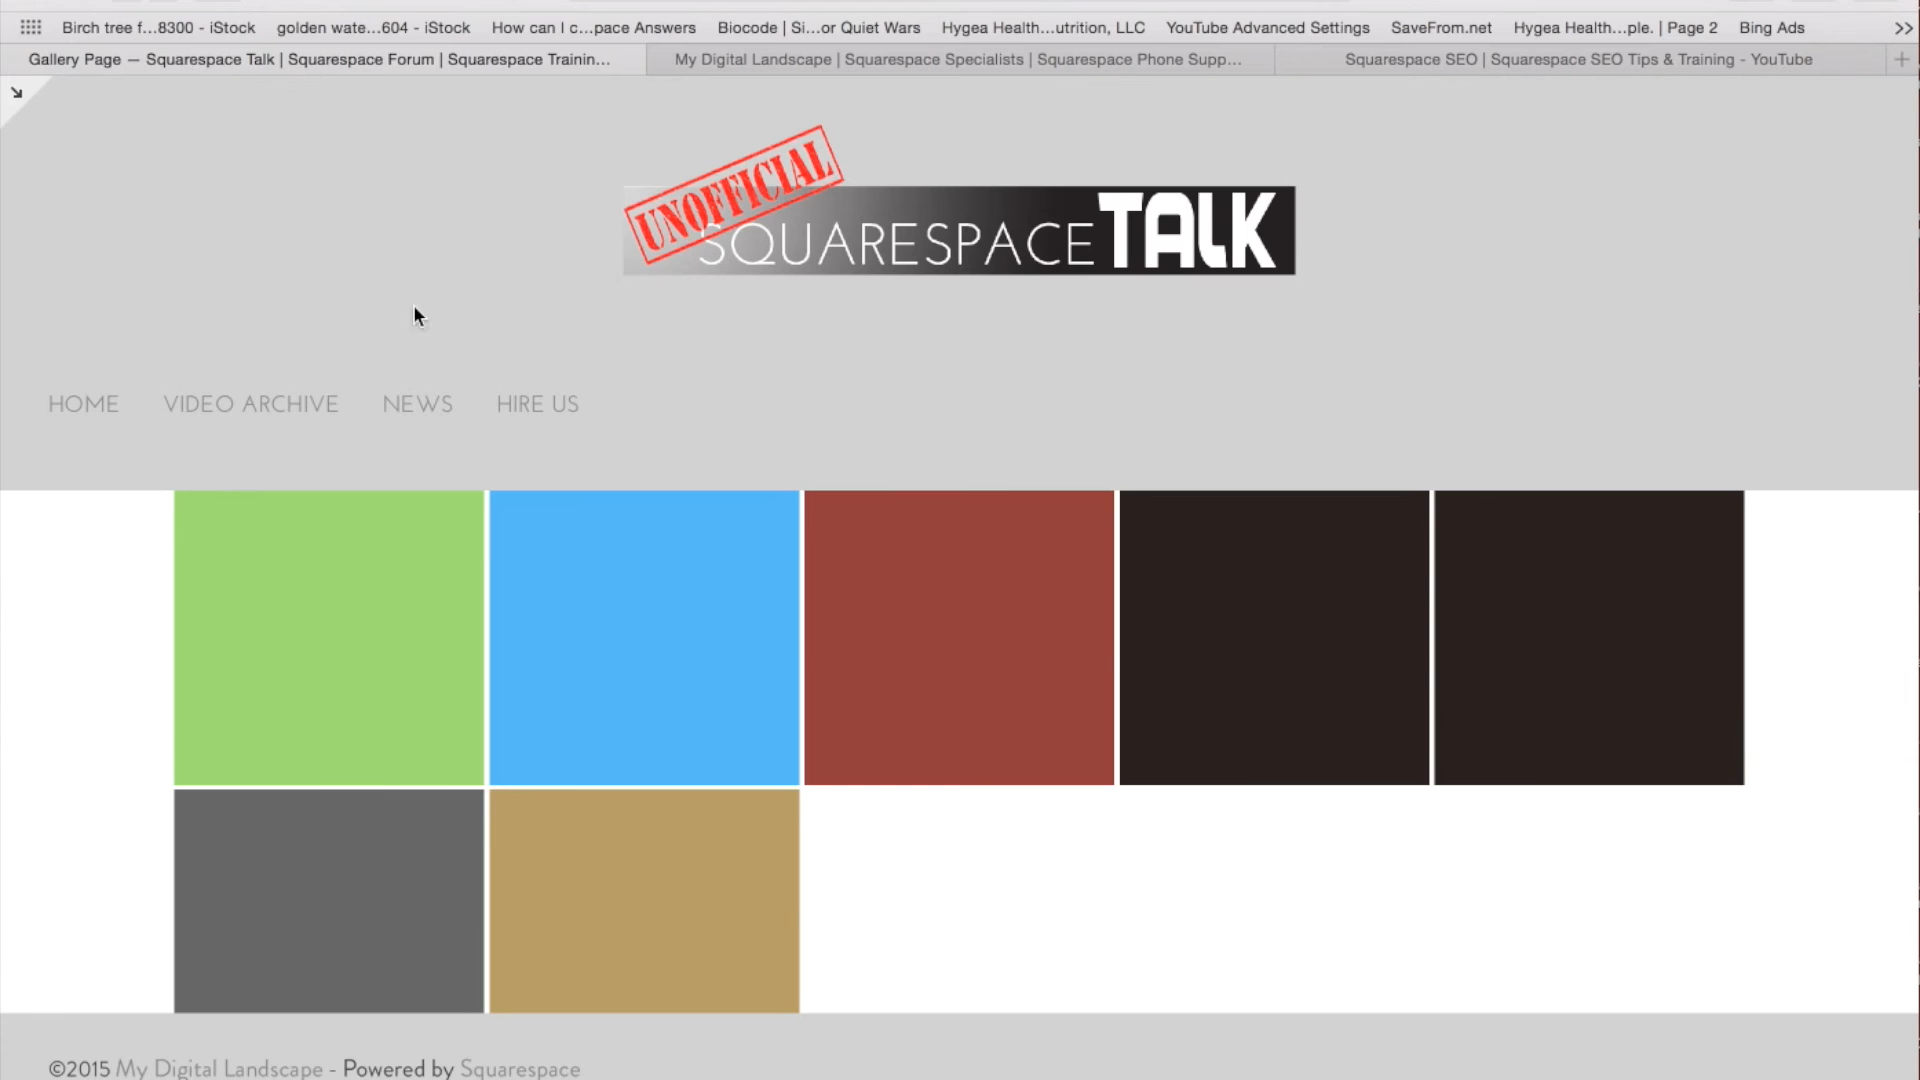 Birch tree f...8300 - iStock golden wate...604 - iStock How can I c...pace Answers Biocode | Si...or Quiet Wars Hygea Health...utrition, LLC YouTube Advanced Settings SaveFrom.net Hygea Health...ple. | Page 2 Bing Ads
Gallery Page — Squarespace Talk | Squarespace Forum | Squarespace Trainin... My Digital Landscape | Squarespace Specialists | Squarespace Phone Supp... Squarespace SEO | Squarespace SEO Tips & Training - YouTube
UNOFFICIAL
SQUARESPACE TALK
HOME VIDEO ARCHIVE NEWS HIRE US
©2015 My Digital Landscape - Powered by Squarespace